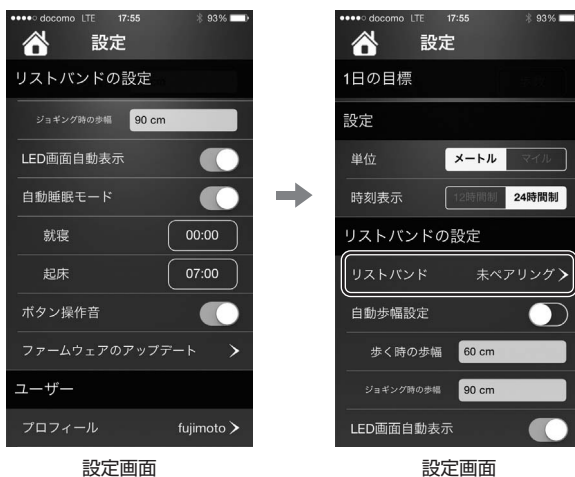 docomo LTE 17:55 93%
設定
リストバンドの設定
ジョギング時の歩幅 90 cm
LED画面自動表示
自動睡眠モード
就寝 00:00
起床 07:00
ボタン操作音
ファームウェアのアップデート
ユーザー
プロフィール fujimoto
設定画面
docomo LTE 17:55 93%
設定
1日の目標
設定
単位 メートル マイル
時刻表示 12時間制 24時間制
リストバンドの設定
リストバンド 未ペアリング
自動歩幅設定
歩く時の歩幅 60 cm
ジョギング時の歩幅 90 cm
LED画面自動表示
設定画面